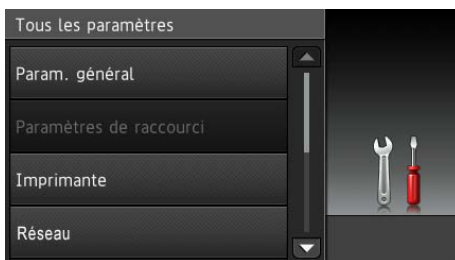 Tous les paramètres
Param. général
Paramètres de raccourci
Imprimante
Réseau